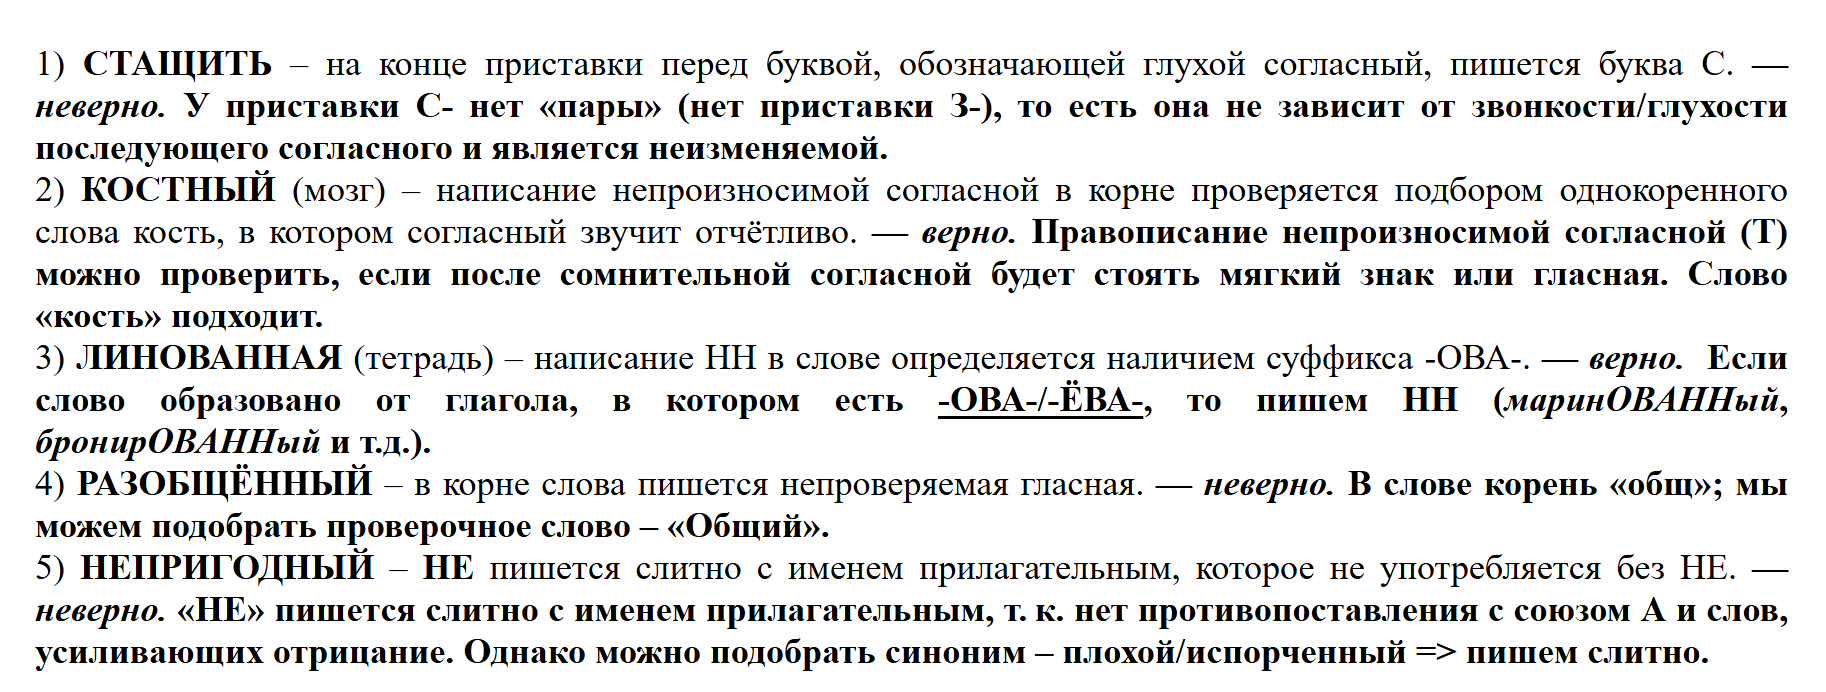 1) СТАЩИТЬ – на конце приставки перед буквой, обозначающей глухой согласный, пишется буква С. —
неверно. У приставки С- нет «пары» (нет приставки З-), то есть она не зависит от звонкости/глухости
последующего согласного и является неизменяемой.
2) КОСТНЫЙ (мозг) – написание непроизносимой согласной в корне проверяется подбором однокоренного
слова кость, в котором согласный звучит отчётливо. — верно. Правописание непроизносимой согласной (Т)
можно проверить, если после сомнительной согласной будет стоять мягкий знак или гласная. Слово
«кость» подходит.
3) ЛИНОВАННАЯ (тетрадь) – написание НН в слове определяется наличием суффикса -ОВА-. — верно. Если
слово образовано от глагола, в котором есть -ОВА-/-ЁВА-, то пишем НН (маринОВАННый,
бронирОВАННый и т.д.).
4) РАЗОБЩЁННЫЙ – в корне слова пишется непроверяемая гласная. — неверно. В слове корень «общ»; мы
можем подобрать проверочное слово – «Общий».
5) НЕПРИГОДНЫЙ – НЕ пишется слитно с именем прилагательным, которое не употребляется без НЕ. —
неверно. «НЕ» пишется слитно с именем прилагательным, т. к. нет противопоставления с союзом А и слов,
усиливающих отрицание. Однако можно подобрать синоним – плохой/испорченный => пишем слитно.